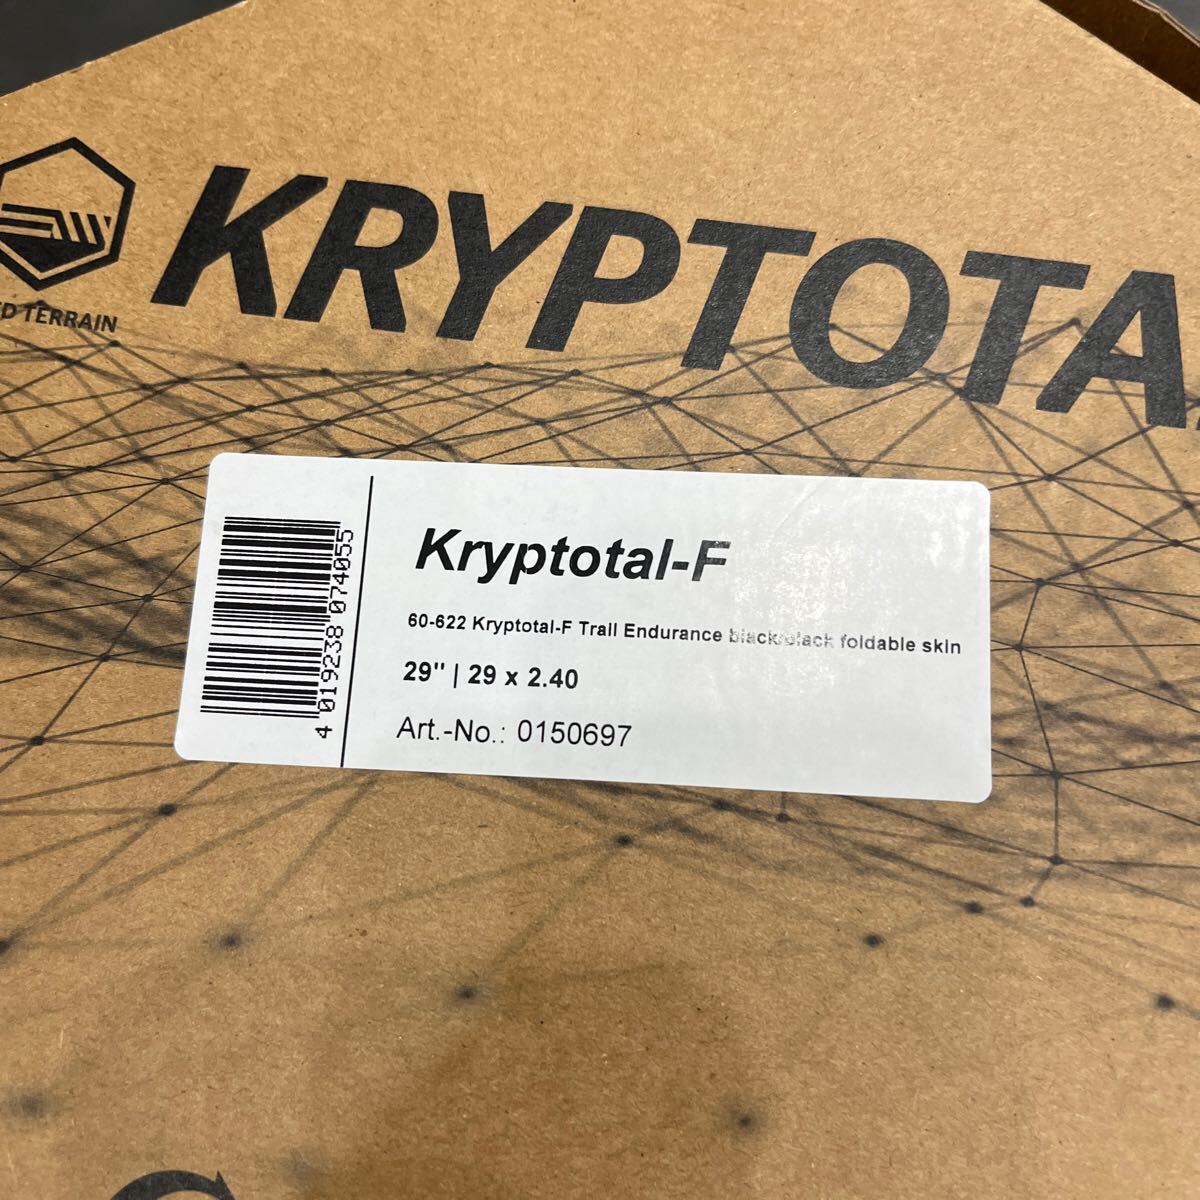 KRYPTOTA
D TERRAIN
Kryptotal-F
60-622 Kryptotal-F Trail Endurance black/black foldable skin
29" | 29 x 2.40
Art.-No.: 0150697
4 019238 074055